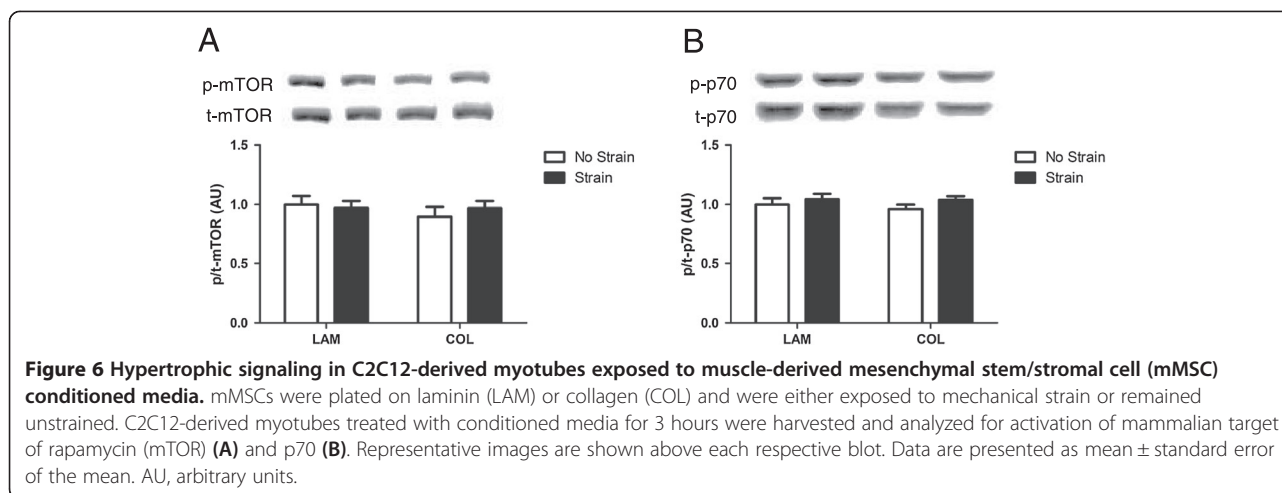 A
p-mTOR
t-mTOR
1.5
1.0
0.5
0.0
p/t-mTOR (AU)
LAM
COL
No Strain
Strain
B
p-p70
t-p70
1.5
1.0
0.5
0.0
p/t-p70 (AU)
LAM
COL
No Strain
Strain
Figure 6 Hypertrophic signaling in C2C12-derived myotubes exposed to muscle-derived mesenchymal stem/stromal cell (mMSC)
conditioned media. mMSCs were plated on laminin (LAM) or collagen (COL) and were either exposed to mechanical strain or remained
unstrained. C2C12-derived myotubes treated with conditioned media for 3 hours were harvested and analyzed for activation of mammalian target
of rapamycin (mTOR) (A) and p70 (B). Representative images are shown above each respective blot. Data are presented as mean ± standard error
of the mean. AU, arbitrary units.